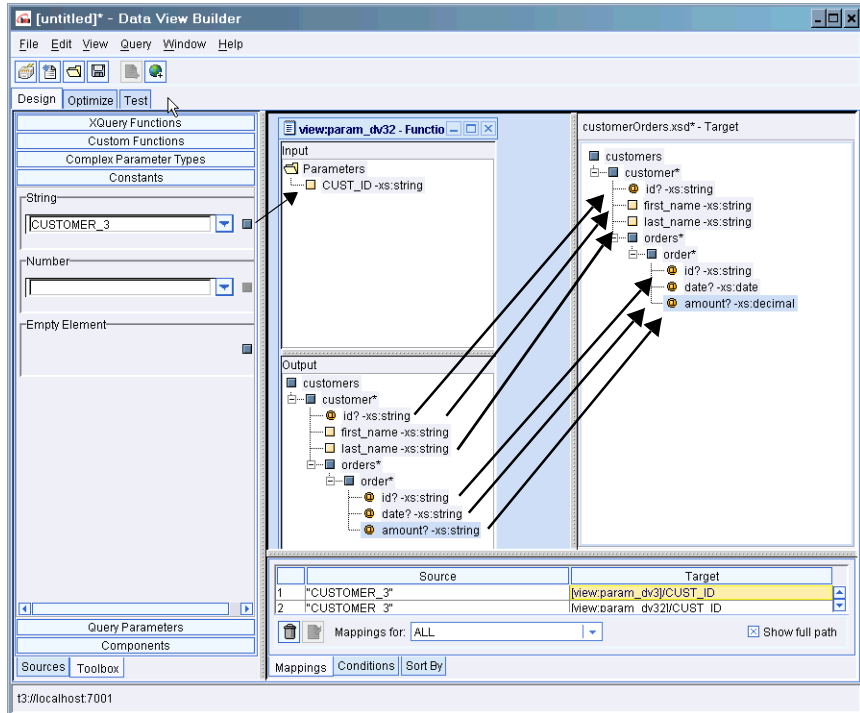 [untitled]* - Data View Builder
File Edit View Query Window Help
Design Optimize Test
XQuery Functions
Custom Functions
Complex Parameter Types
Constants
String
CUSTOMER_3
Number
Empty Element
Query Parameters
Components
Sources Toolbox
view:param_dv32 - Functio
Input
Parameters
CUST_ID -xs:string
Output
customers
customer*
id? -xs:string
first_name -xs:string
last_name -xs:string
orders*
order*
id? -xs:string
date? -xs:string
amount? -xs:string
customerOrders.xsd* - Target
customers
customer*
id? -xs:string
first_name -xs:string
last_name -xs:string
orders*
order*
id? -xs:string
date? -xs:date
amount? -xs:decimal
Source Target
1 "CUSTOMER_3" [view:param_dv3]/CUST_ID
2 "CUSTOMER_3" [view:param_dv32]/CUST_ID
Mappings for: ALL Show full path
Mappings Conditions Sort By
t3://localhost:7001